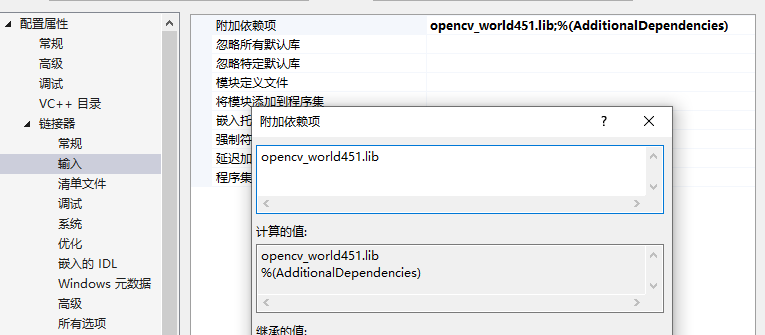 配置属性
常规
高级
调试
VC++ 目录
链接器
常规
输入
清单文件
调试
系统
优化
嵌入的 IDL
Windows 元数据
高级
所有选项
附加依赖项 opencv_world451.lib;%(AdditionalDependencies)
忽略所有默认库
忽略特定默认库
模块定义文件
将模块添加到程序集
嵌入托
强制符
延迟加
程序集
附加依赖项 ?
opencv_world451.lib
计算的值:
opencv_world451.lib
%(AdditionalDependencies)
继承的值: